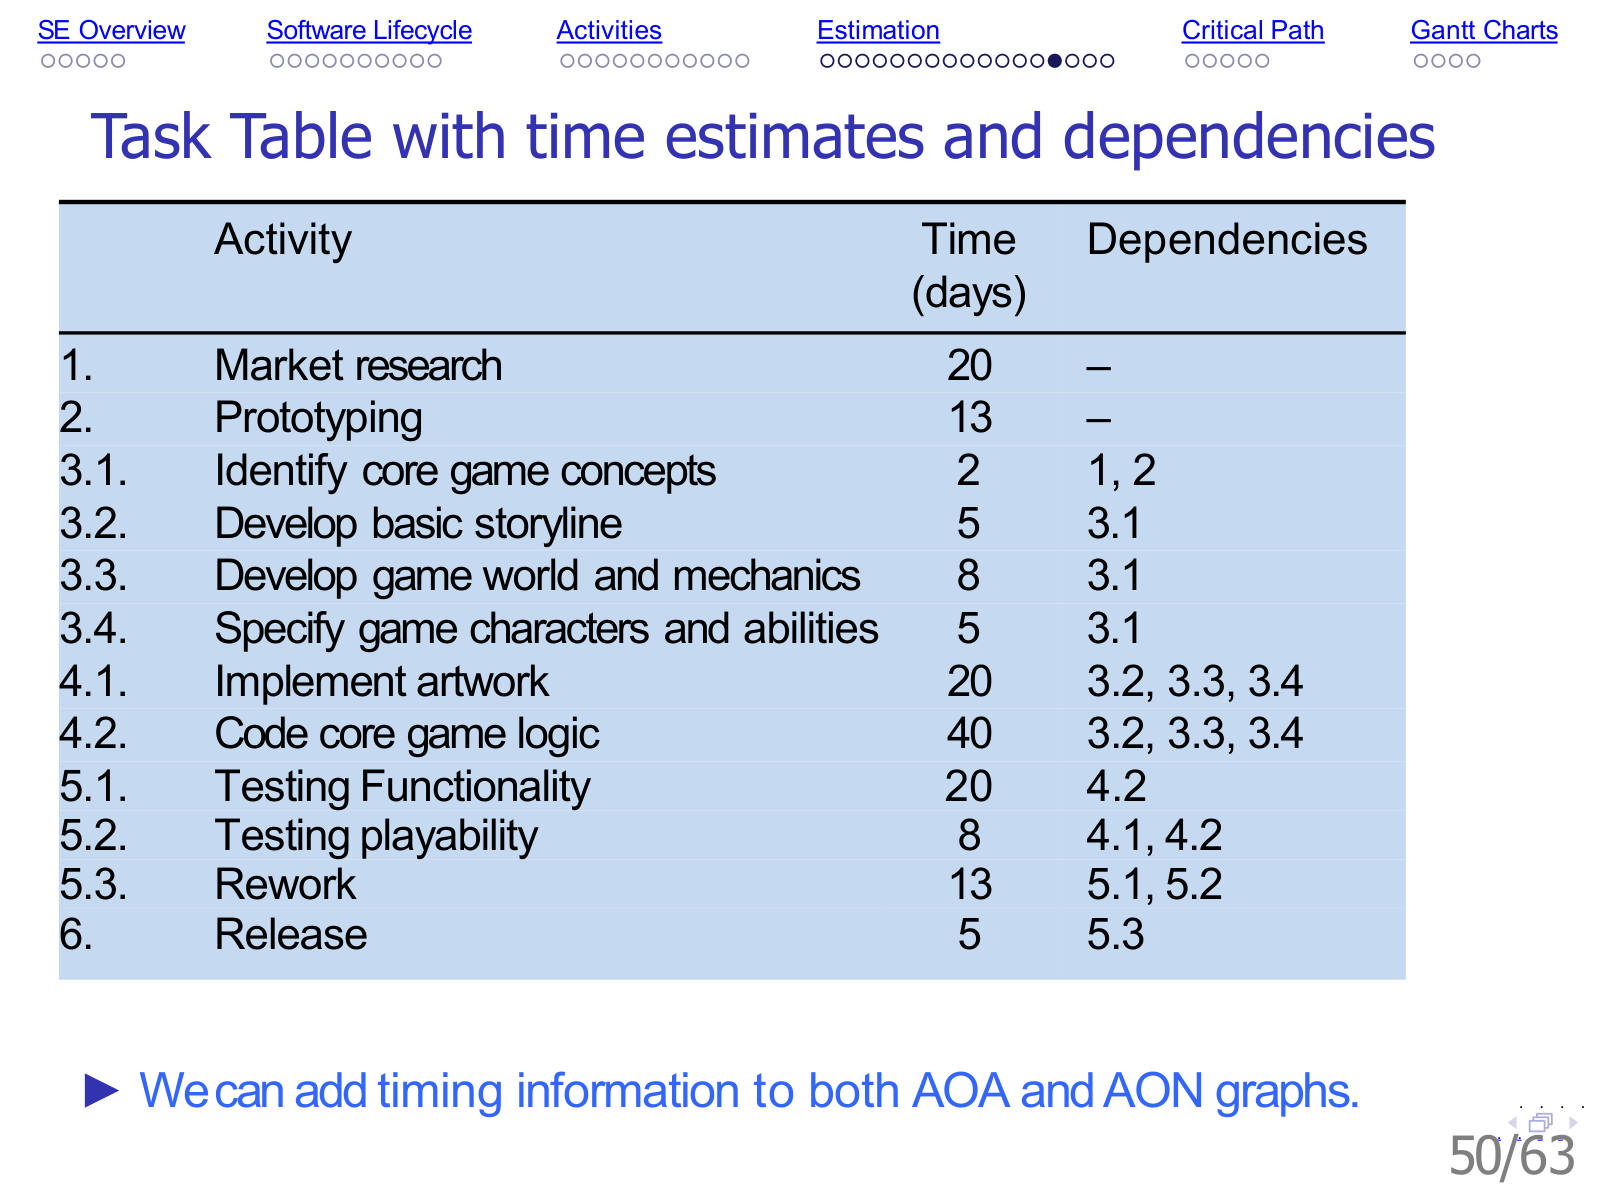 SE Overview Software Lifecycle Activities Estimation Critical Path Gantt Charts
Task Table with time estimates and dependencies
Activity Time Dependencies
(days)
1. Market research 20 –
2. Prototyping 13 –
3.1. Identify core game concepts 2 1, 2
3.2. Develop basic storyline 5 3.1
3.3. Develop game world and mechanics 8 3.1
3.4. Specify game characters and abilities 5 3.1
4.1. Implement artwork 20 3.2, 3.3, 3.4
4.2. Code core game logic 40 3.2, 3.3, 3.4
5.1. Testing Functionality 20 4.2
5.2. Testing playability 8 4.1, 4.2
5.3. Rework 13 5.1, 5.2
6. Release 5 5.3
► We can add timing information to both AOA and AON graphs.
50/63